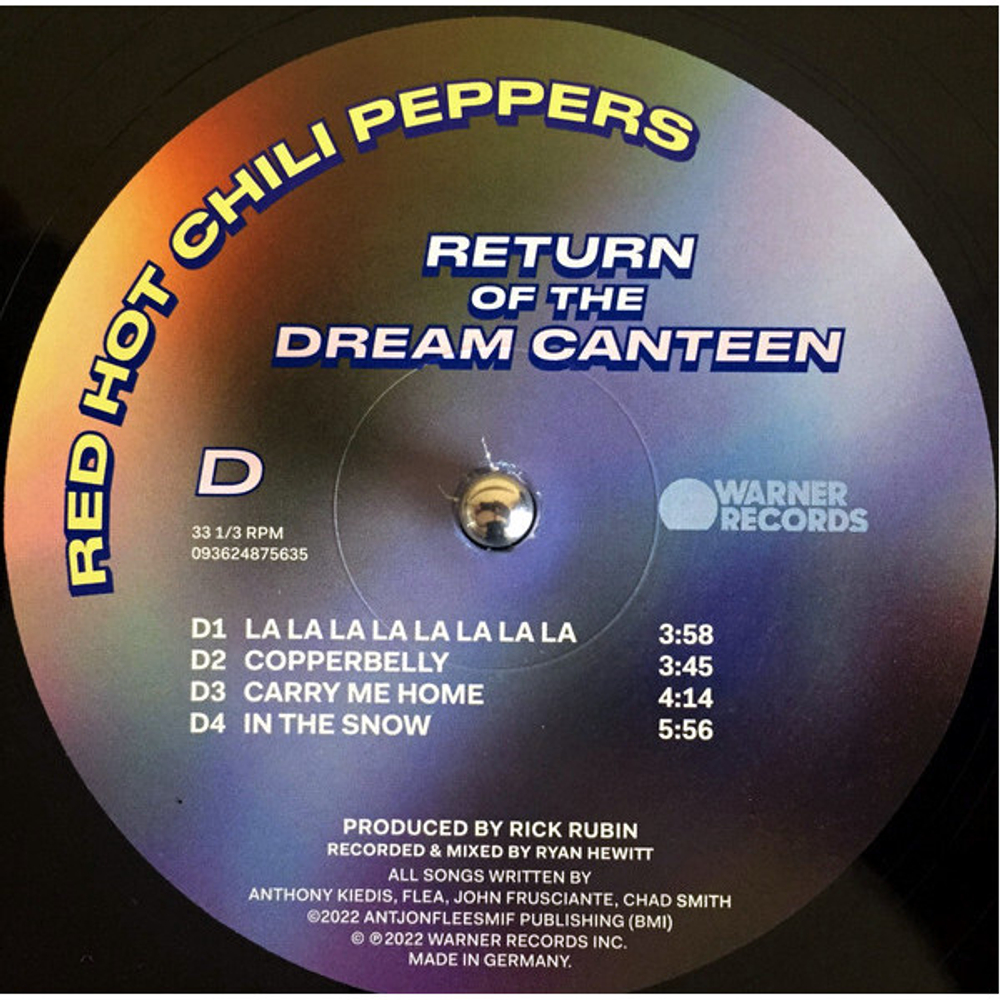 RED HOT CHILI PEPPERS
RETURN
OF THE
DREAM CANTEEN
D
33 1/3 RPM
093624875635
WARNER
RECORDS
D1 LA LA LA LA LA LA LA LA 3:58
D2 COPPERBELLY 3:45
D3 CARRY ME HOME 4:14
D4 IN THE SNOW 5:56
PRODUCED BY RICK RUBIN
RECORDED & MIXED BY RYAN HEWITT
ALL SONGS WRITTEN BY
ANTHONY KIEDIS, FLEA, JOHN FRUSCIANTE, CHAD SMITH
©2022 ANTJONFLEESMIF PUBLISHING (BMI)
© ℗2022 WARNER RECORDS INC.
MADE IN GERMANY.